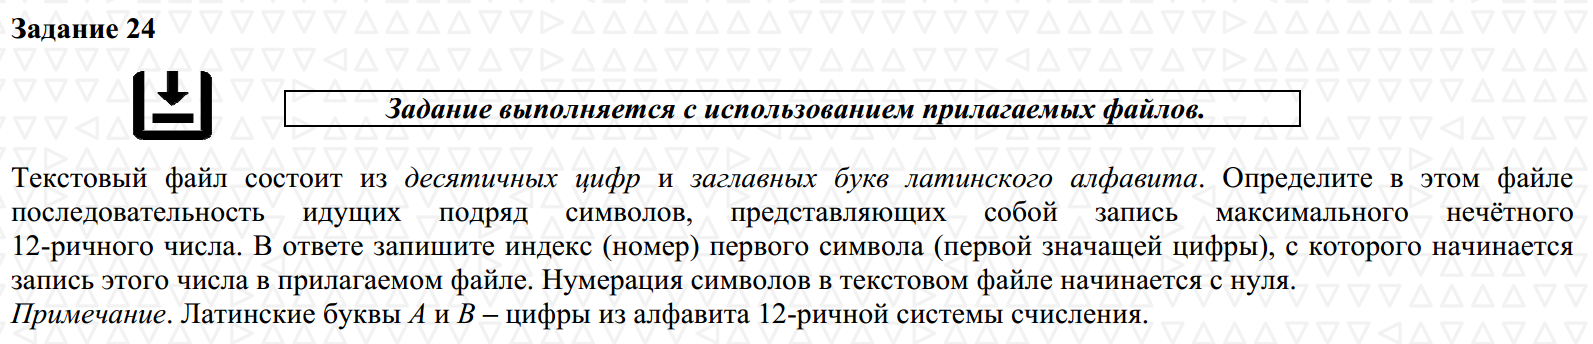 Задание 24
Задание выполняется с использованием прилагаемых файлов.
Текстовый файл состоит из десятичных цифр и заглавных букв латинского алфавита. Определите в этом файле
последовательность идущих подряд символов, представляющих собой запись максимального нечётного
12-ричного числа. В ответе запишите индекс (номер) первого символа (первой значащей цифры), с которого начинается
запись этого числа в прилагаемом файле. Нумерация символов в текстовом файле начинается с нуля.
Примечание. Латинские буквы A и B – цифры из алфавита 12-ричной системы счисления.